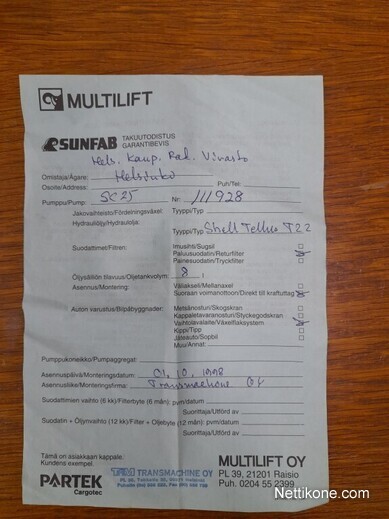 MULTILIFT
SUNFAB TAKUUTODISTUS
GARANTIBEVIS
Hels. Kaup. Rak. Virasto
Omistaja/Ägare: Helsinki
Osoite/Address: Puh/Tel:
Pumppu/Pump: SC 25 Nr: 111928
Jakovaihteisto/Fördelningsväxel: Tyyppi/Typ
Hydrauliöljy/Hydraulolja: Tyyppi/Typ Shell Tellus T22
Suodattimet/Filtren: Imusihti/Sugsil
Paluusuodatin/Returfilter
Painesuodatin/Tryckfilter
Öljysäiliön tilavuus/Oljetankvolym: 8 l
Asennus/Montering: Väliakseli/Mellanaxel
Suoraan voimanottoon/Direkt till kraftuttag
Auton varustus/Bilpåbyggnader: Metsänosturi/Skogskran
Kappaletavaranosturi/Styckegodskran
Vaihtolavalaite/Växelflaksystem
Kippi/Tipp
Jäteauto/Sopbil
Muu/Annat:
Pumppukoneikko/Pumpaggregat:
Asennuspäivä/Monteringsdatum: 01.10.1998
Asennusliike/Monteringsfirma: Transmachine OY
Suodattimien vaihto (6 kk)/Filterbyte (6 mån): pvm/datum
Suorittaja/Utförd av
Suodatin + Öljynvaihto (12 kk)/Filter + Oljebyte (12 mån): pvm/datum
Suorittaja/Utförd av
Tämä on asiakkaan kappale.
Kundens exempel.
PARTEK
Cargotec
TRANSMACHINE OY
MULTILIFT OY
PL 39, 21201 Raisio
Puh. 0204 55 2399
Nettikone.com